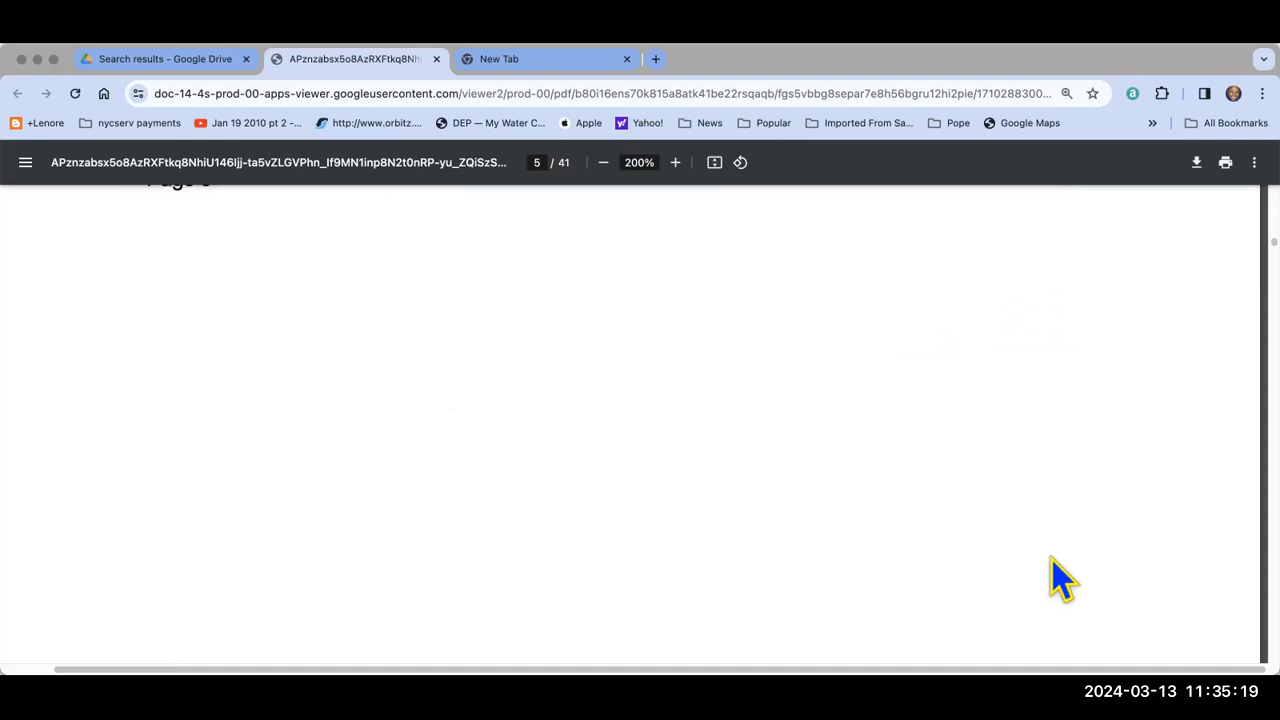 Search results - Google Drive
APznzabsx5o8AzRXFtkq8Nh
New Tab
doc-14-4s-prod-00-apps-viewer.googleusercontent.com/viewer2/prod-00/pdf/b80i16ens70k815a8atk41be22rsqaqb/fgs5vbbg8separ7e8h56bgru12hi2pie/1710288300...
+Lenore
nycserv payments
Jan 19 2010 pt 2 -...
http://www.orbitz....
DEP — My Water C...
Apple
Yahoo!
News
Popular
Imported From Sa...
Pope
Google Maps
All Bookmarks
APznzabsx5o8AzRXFtkq8NhiU146Ijj-ta5vZLGVPhn_If9MN1inp8N2t0nRP-yu_ZQiSzS...
5 / 41
200%
2024-03-13 11:35:19